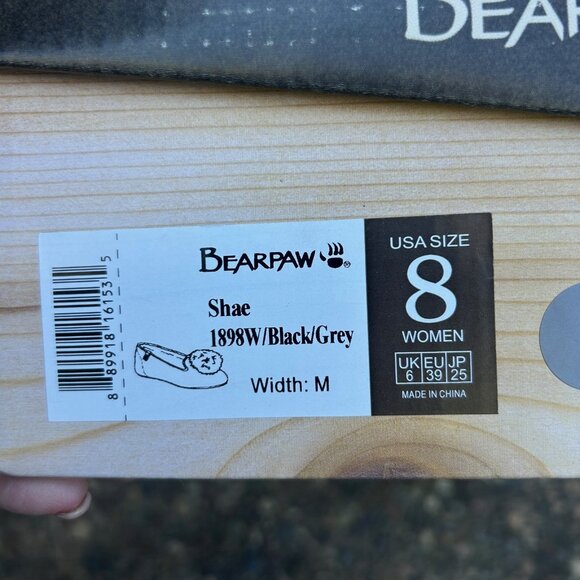 BEAR
BEARPAW
Shae
1898W/Black/Grey
Width: M
8 89918 16153 5
USA SIZE
8
WOMEN
UK EU JP
6 39 25
MADE IN CHINA